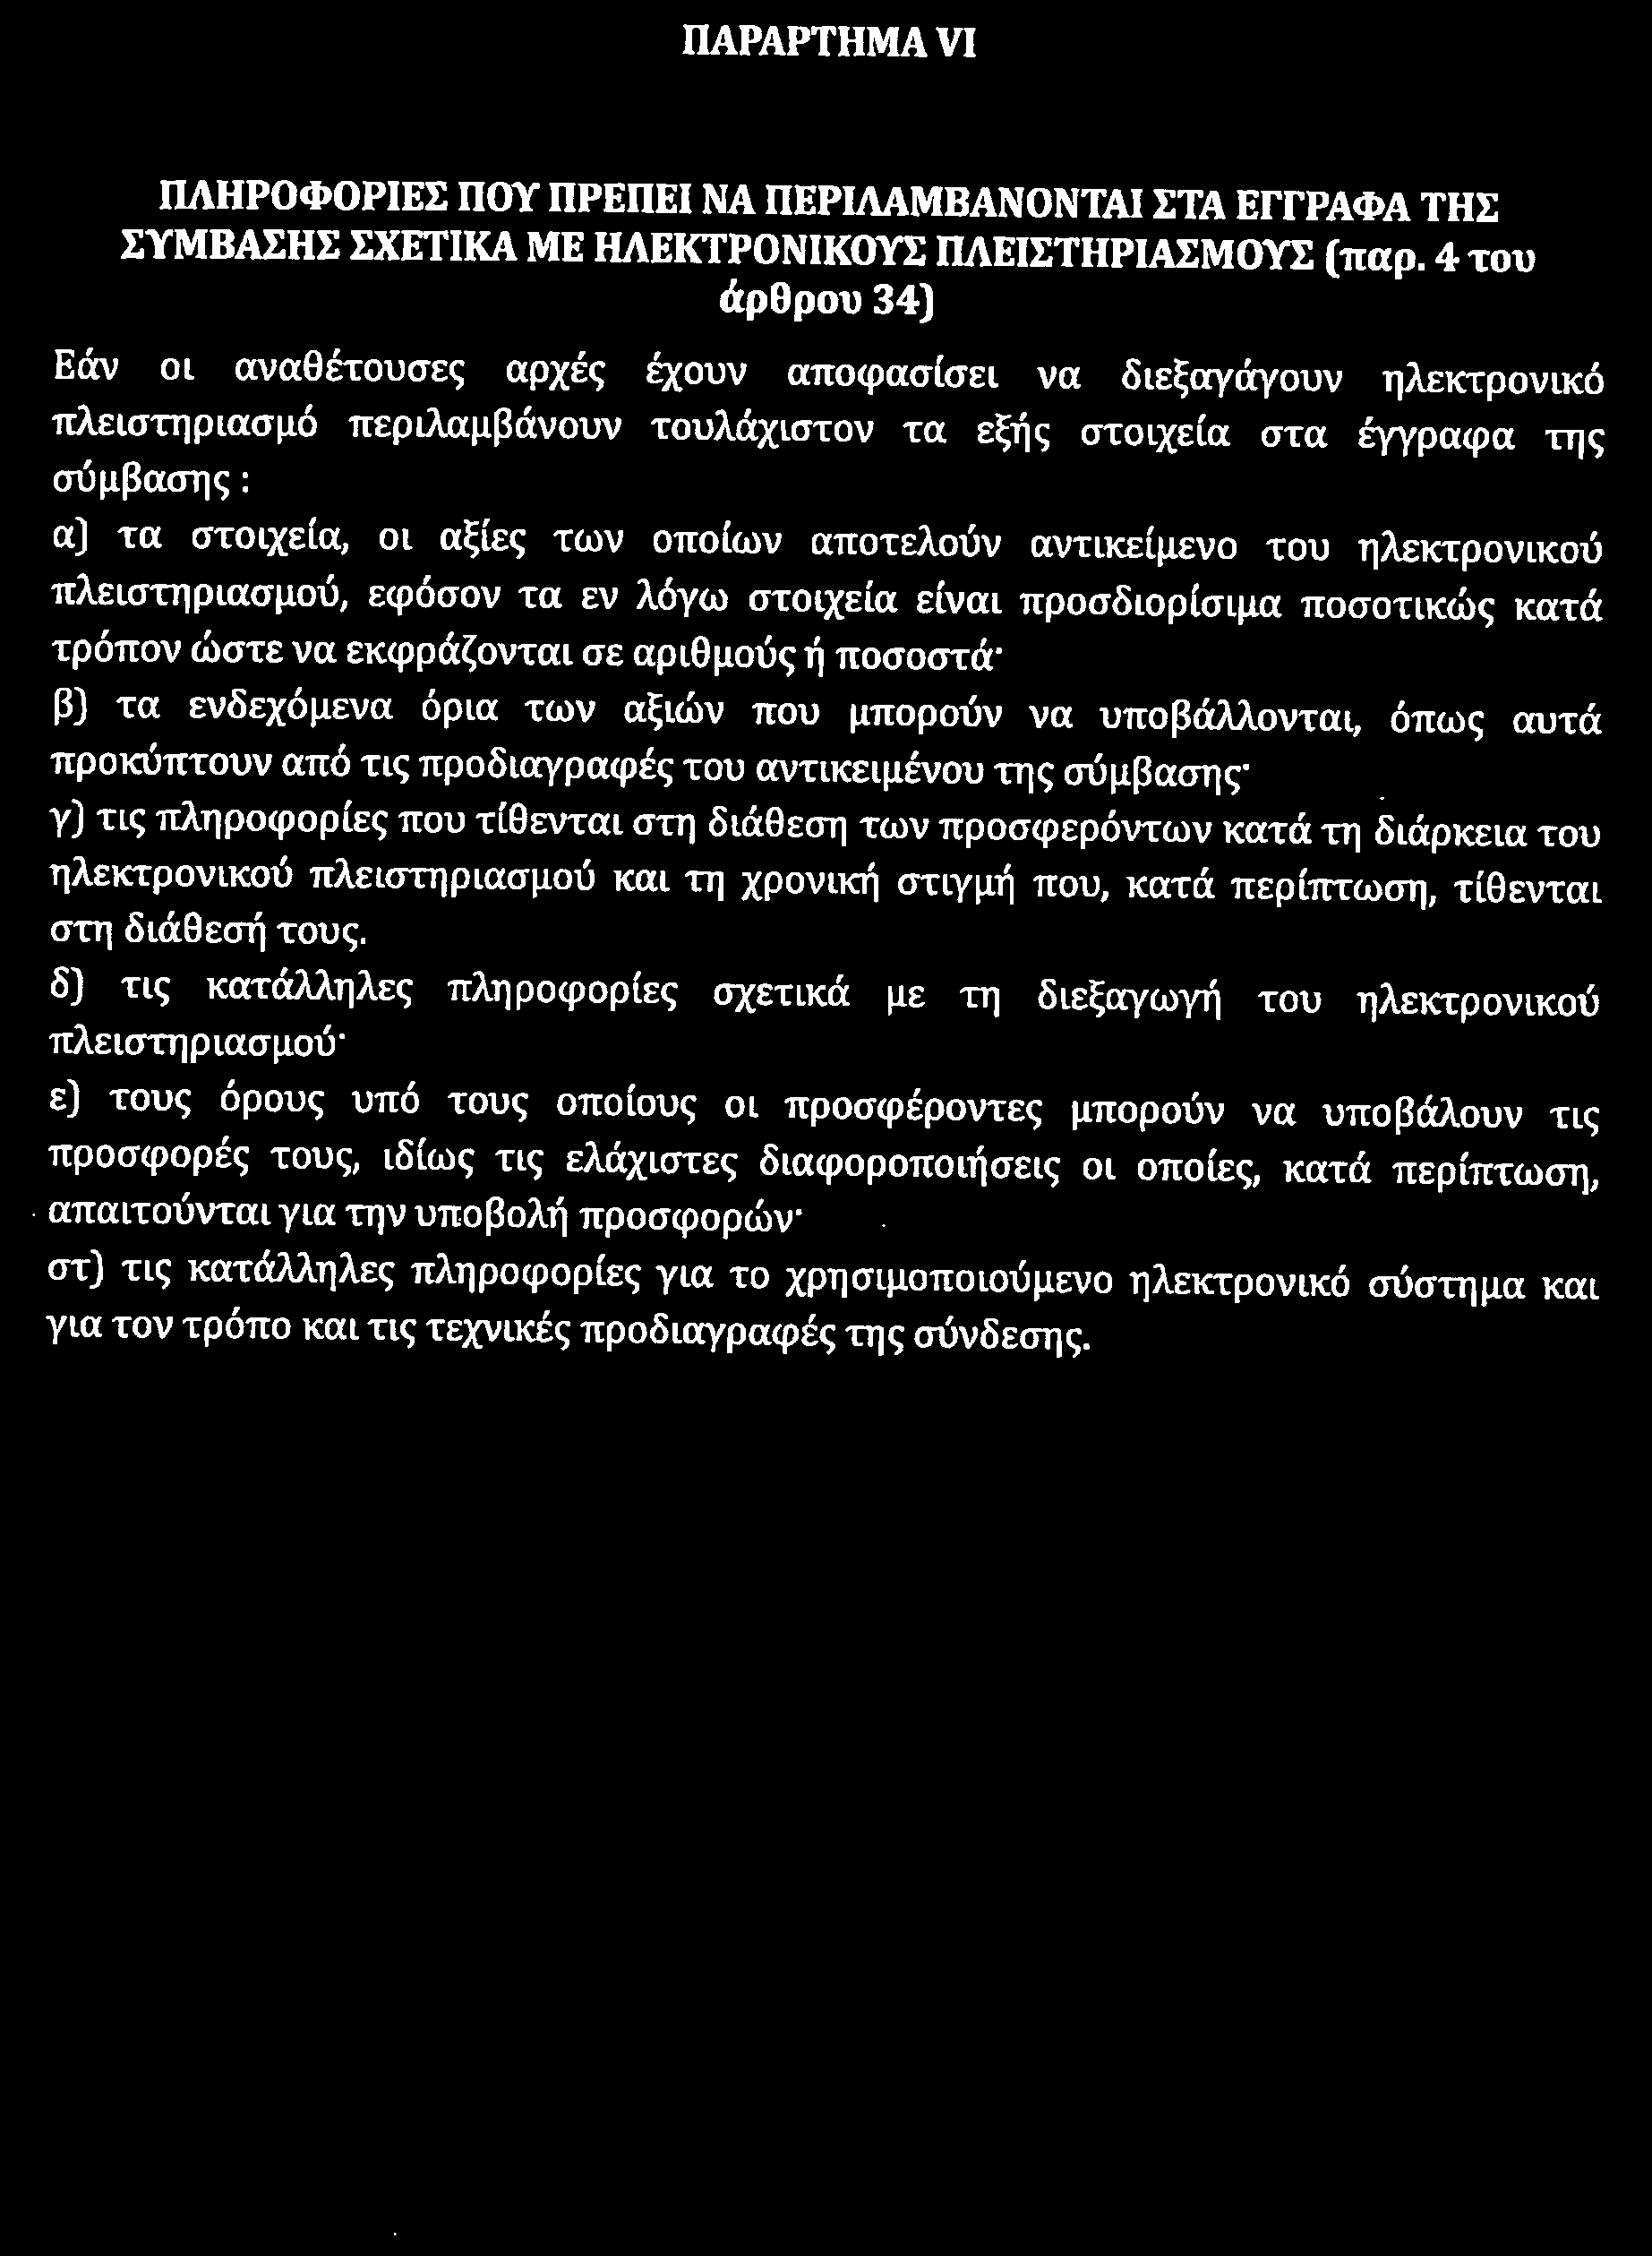 ΠΑΡΑΡΤΗΜΑ VI
ΠΛΗΡΟΦΟΡΙΕΣ ΠΟΥ ΠΡΕΠΕΙ ΝΑ ΠΕΡΙΛΑΜΒΑΝΟΝΤΑΙ ΣΤΑ ΕΓΓΡΑΦΑ ΤΗΣ
ΣΥΜΒΑΣΗΣ ΣΧΕΤΙΚΑ ΜΕ ΗΛΕΚΤΡΟΝΙΚΟΥΣ ΠΛΕΙΣΤΗΡΙΑΣΜΟΥΣ (παρ. 4 του
άρθρου 34)
Εάν οι αναθέτουσες αρχές έχουν αποφασίσει να διεξαγάγουν ηλεκτρονικό
πλειστηριασμό περιλαμβάνουν τουλάχιστον τα εξής στοιχεία στα έγγραφα της
σύμβασης :
α) τα στοιχεία, οι αξίες των οποίων αποτελούν αντικείμενο του ηλεκτρονικού
πλειστηριασμού, εφόσον τα εν λόγω στοιχεία είναι προσδιορίσιμα ποσοτικώς κατά
τρόπον ώστε να εκφράζονται σε αριθμούς ή ποσοστά·
β) τα ενδεχόμενα όρια των αξιών που μπορούν να υποβάλλονται, όπως αυτά
προκύπτουν από τις προδιαγραφές του αντικειμένου της σύμβασης·
γ) τις πληροφορίες που τίθενται στη διάθεση των προσφερόντων κατά τη διάρκεια του
ηλεκτρονικού πλειστηριασμού και τη χρονική στιγμή που, κατά περίπτωση, τίθενται
στη διάθεσή τους.
δ) τις κατάλληλες πληροφορίες σχετικά με τη διεξαγωγή του ηλεκτρονικού
πλειστηριασμού·
ε) τους όρους υπό τους οποίους οι προσφέροντες μπορούν να υποβάλουν τις
προσφορές τους, ιδίως τις ελάχιστες διαφοροποιήσεις οι οποίες, κατά περίπτωση,
απαιτούνται για την υποβολή προσφορών·
στ) τις κατάλληλες πληροφορίες για το χρησιμοποιούμενο ηλεκτρονικό σύστημα και
για τον τρόπο και τις τεχνικές προδιαγραφές της σύνδεσης.